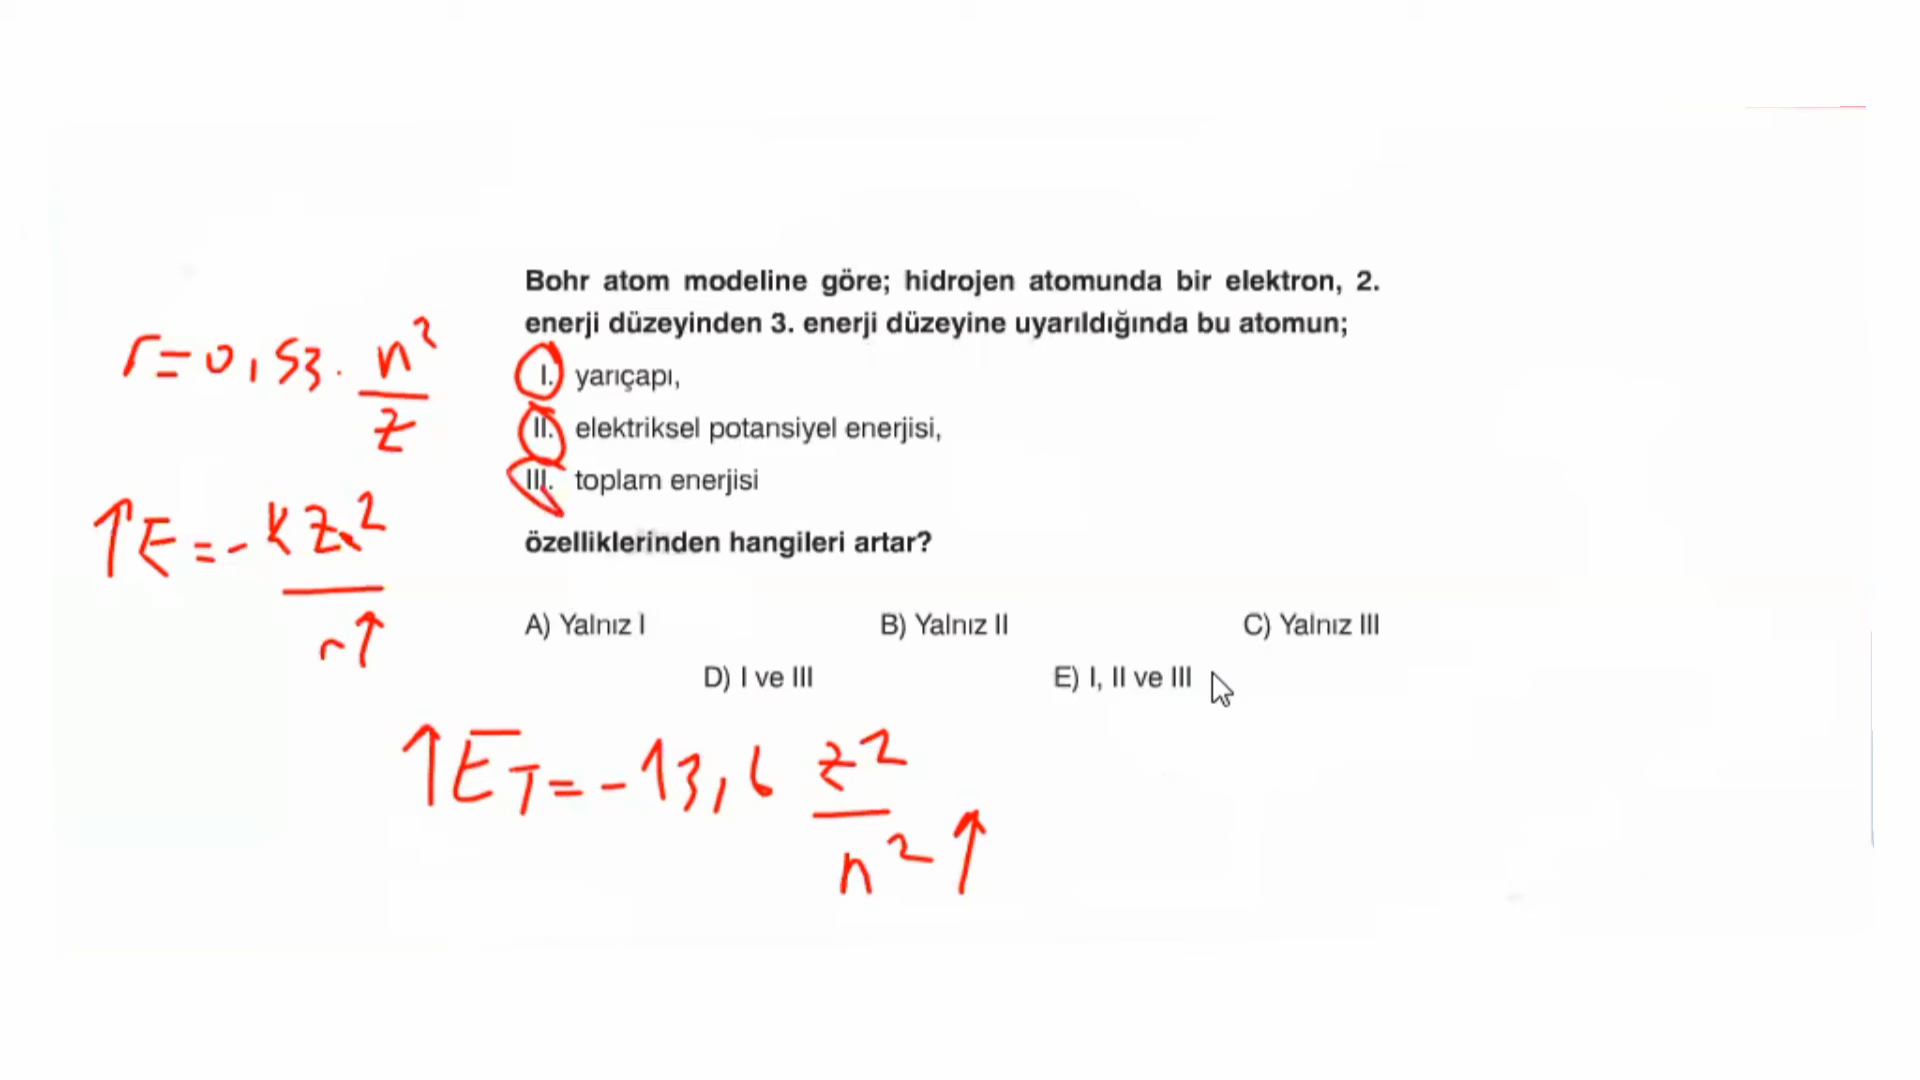 Bohr atom modeline göre; hidrojen atomunda bir elektron, 2.
enerji düzeyinden 3. enerji düzeyine uyarıldığında bu atomun;
I. yarıçapı,
II. elektriksel potansiyel enerjisi,
III. toplam enerjisi
özelliklerinden hangileri artar?
A) Yalnız I
B) Yalnız II
C) Yalnız III
D) I ve III
E) I, II ve III
r=0,53. n²
z
↑E=-kze²
r↑
↑ET=-13,6 z²
n²↑